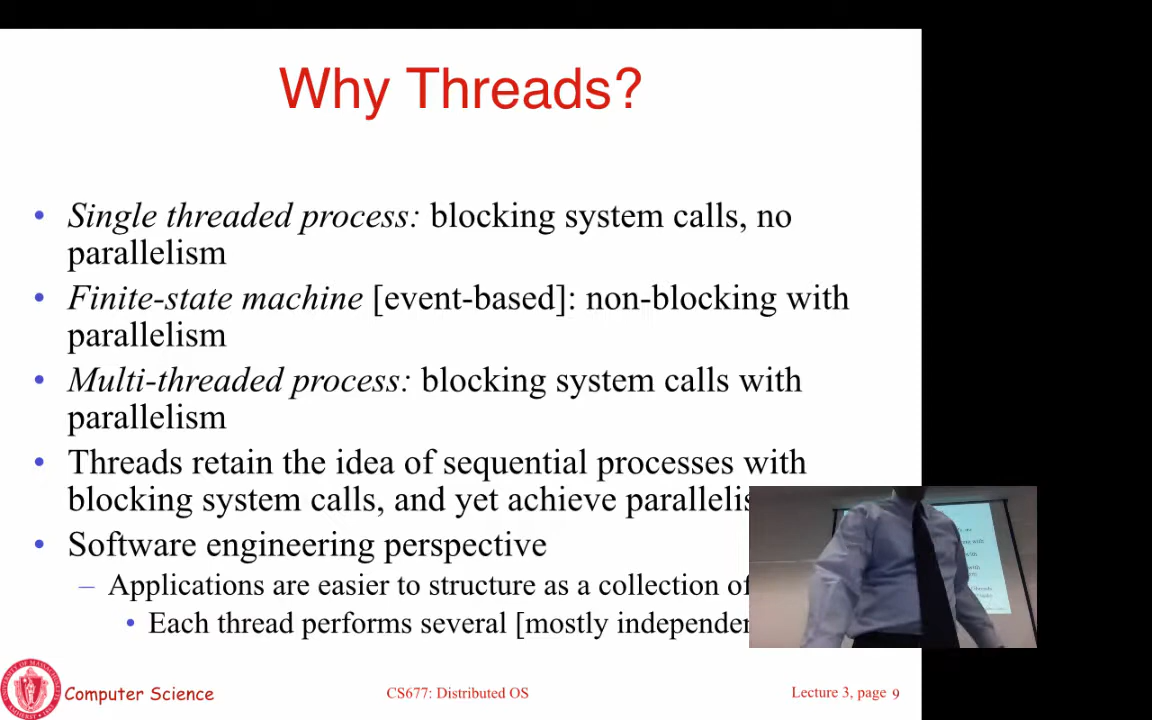 Why Threads?
• Single threaded process: blocking system calls, no
parallelism
• Finite-state machine [event-based]: non-blocking with
parallelism
• Multi-threaded process: blocking system calls with
parallelism
• Threads retain the idea of sequential processes with
blocking system calls, and yet achieve
• Software engineering perspective
– Applications are easier to structure as a collection of
• Each thread performs several [mostly
Computer Science
CS677: Distributed OS
Lecture 3, page 9